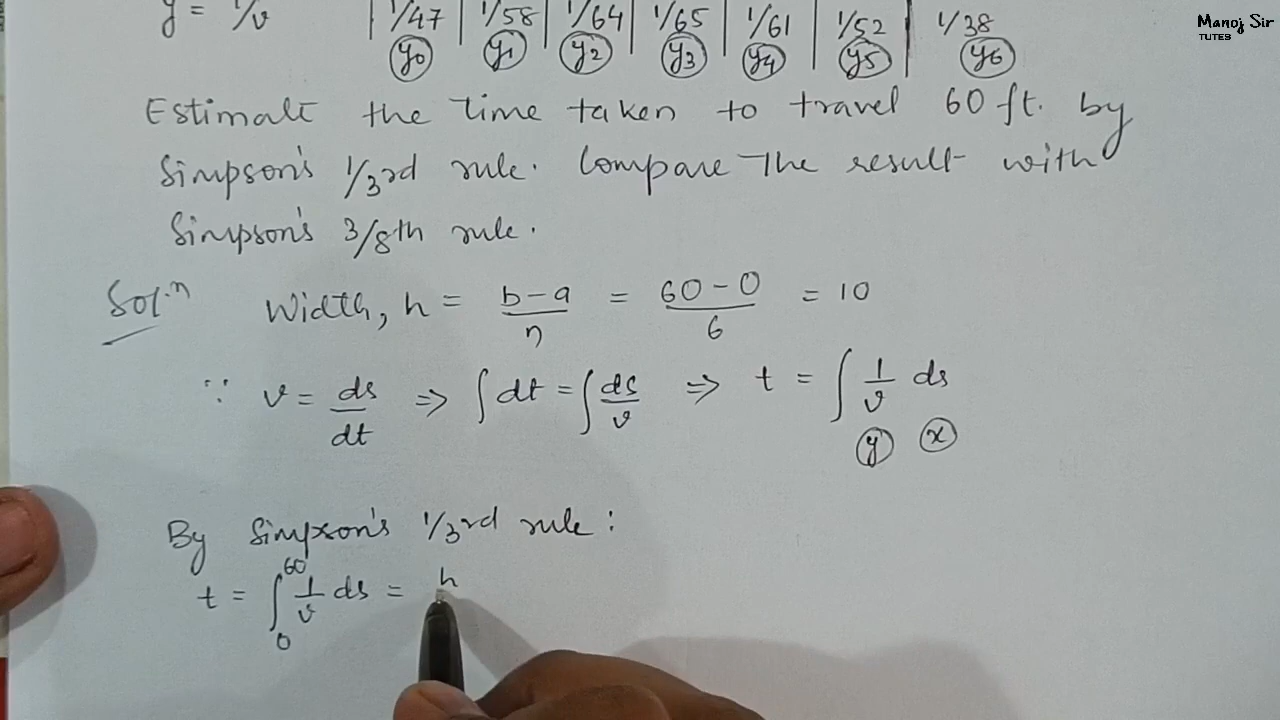 Manoj Sir
TUTES
y = 1/v | 1/47 | 1/58 | 1/64 | 1/65 | 1/61 | 1/52 | 1/38
y0 y1 y2 y3 y4 y5 y6
Estimate the time taken to travel 60 ft. by
Simpson's 1/3rd rule. Compare the result with
Simpson's 3/8th rule.
Sol.n Width, h = b-a/n = 60-0/6 = 10
∵ v = ds/dt ⇒ ∫dt = ∫ds/v ⇒ t = ∫ 1/v ds
y x
By Simpson's 1/3rd rule:
t = ∫₀⁶⁰ 1/v ds = h